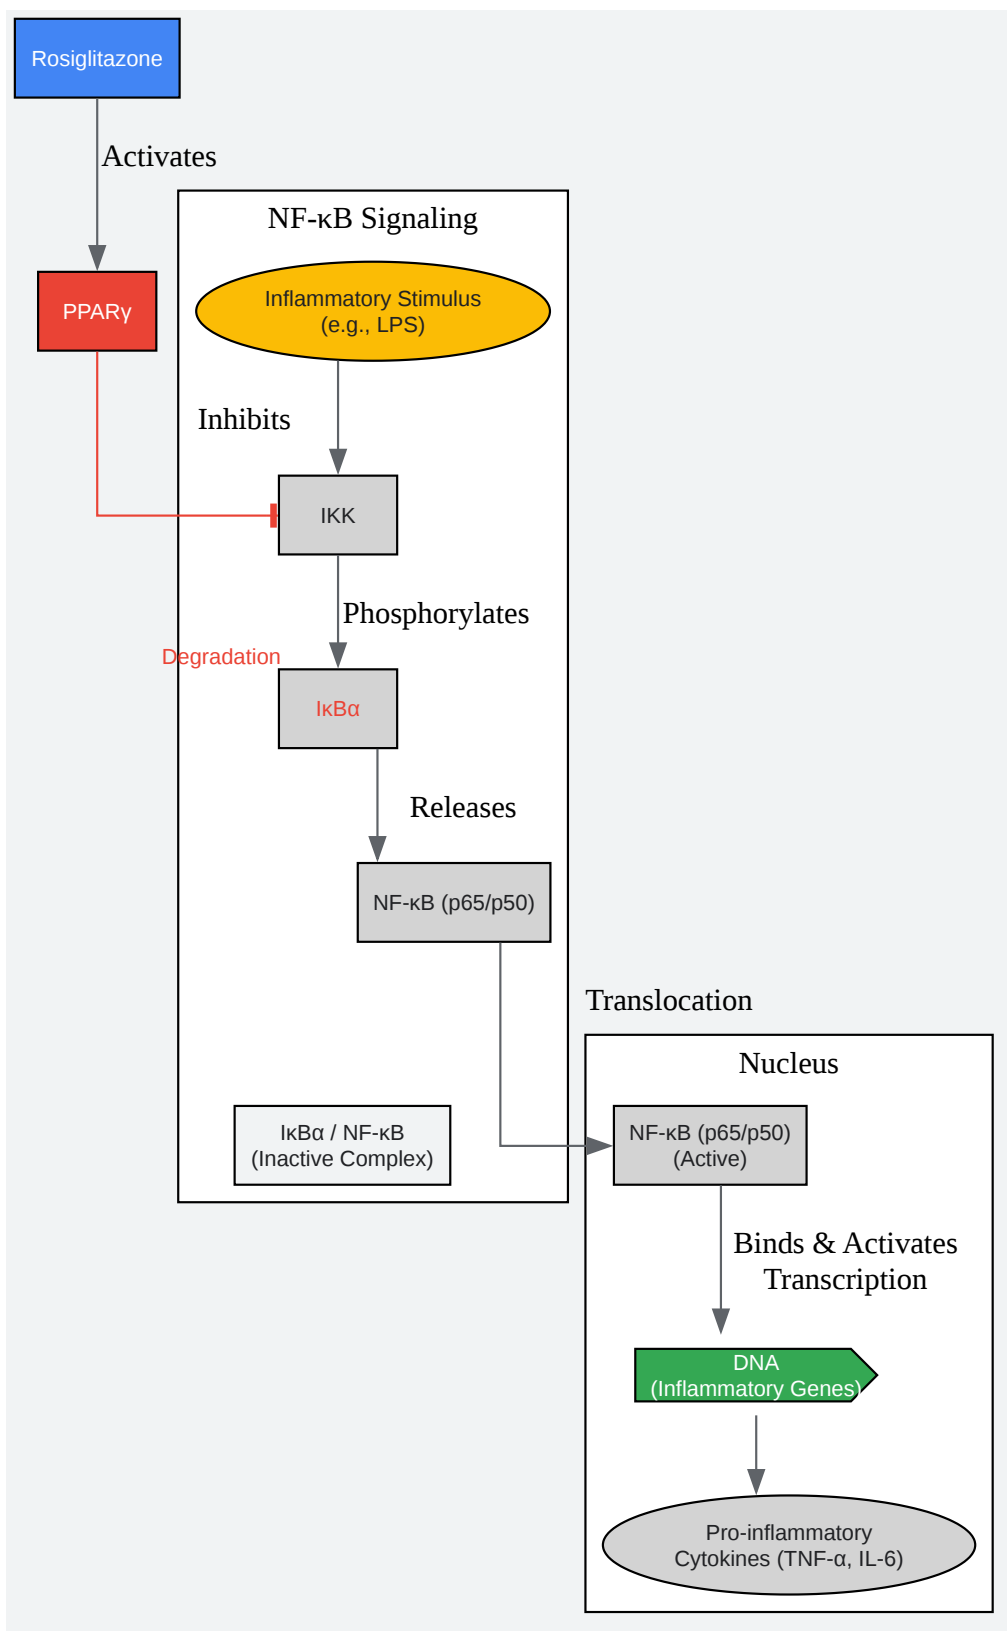 Rosiglitazone
Activates
NF-κB Signaling
PPARγ
Inflammatory Stimulus
(e.g., LPS)
Inhibits
IKK
Phosphorylates
Degradation
IκBα
Releases
NF-κB (p65/p50)
Translocation
Nucleus
IκBα / NF-κB
(Inactive Complex)
NF-κB (p65/p50)
(Active)
Binds & Activates
Transcription
DNA
(Inflammatory Genes)
Pro-inflammatory
Cytokines (TNF-α, IL-6)